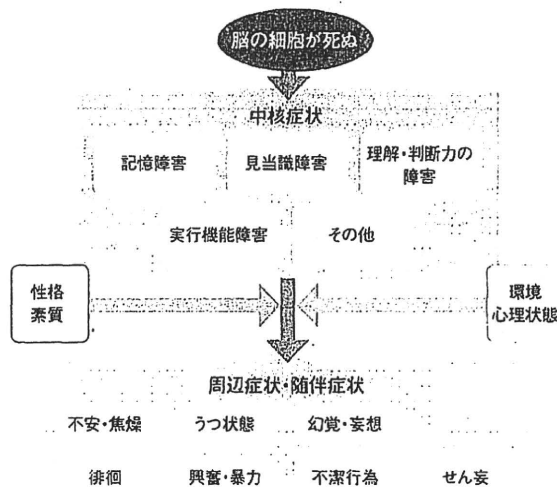 脳の細胞が死ぬ
中核症状
記憶障害
見当識障害
理解・判断力の
障害
実行機能障害
その他
性格
素質
環境
心理状態
周辺症状・随伴症状
不安・焦燥
うつ状態
幻覚・妄想
徘徊
興奮・暴力
不潔行為
せん妄